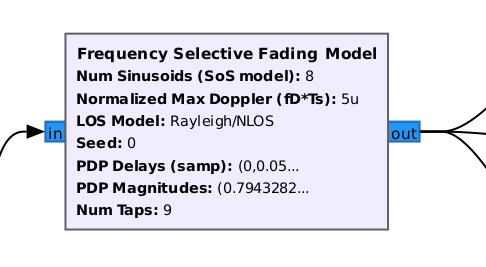 Frequency Selective Fading Model
Num Sinusoids (SoS model): 8
Normalized Max Doppler (fD*Ts): 5u
in
out
LOS Model: Rayleigh/NLOS
Seed: 0
PDP Delays (samp): (0,0.05...
PDP Magnitudes: (0.7943282...
Num Taps: 9